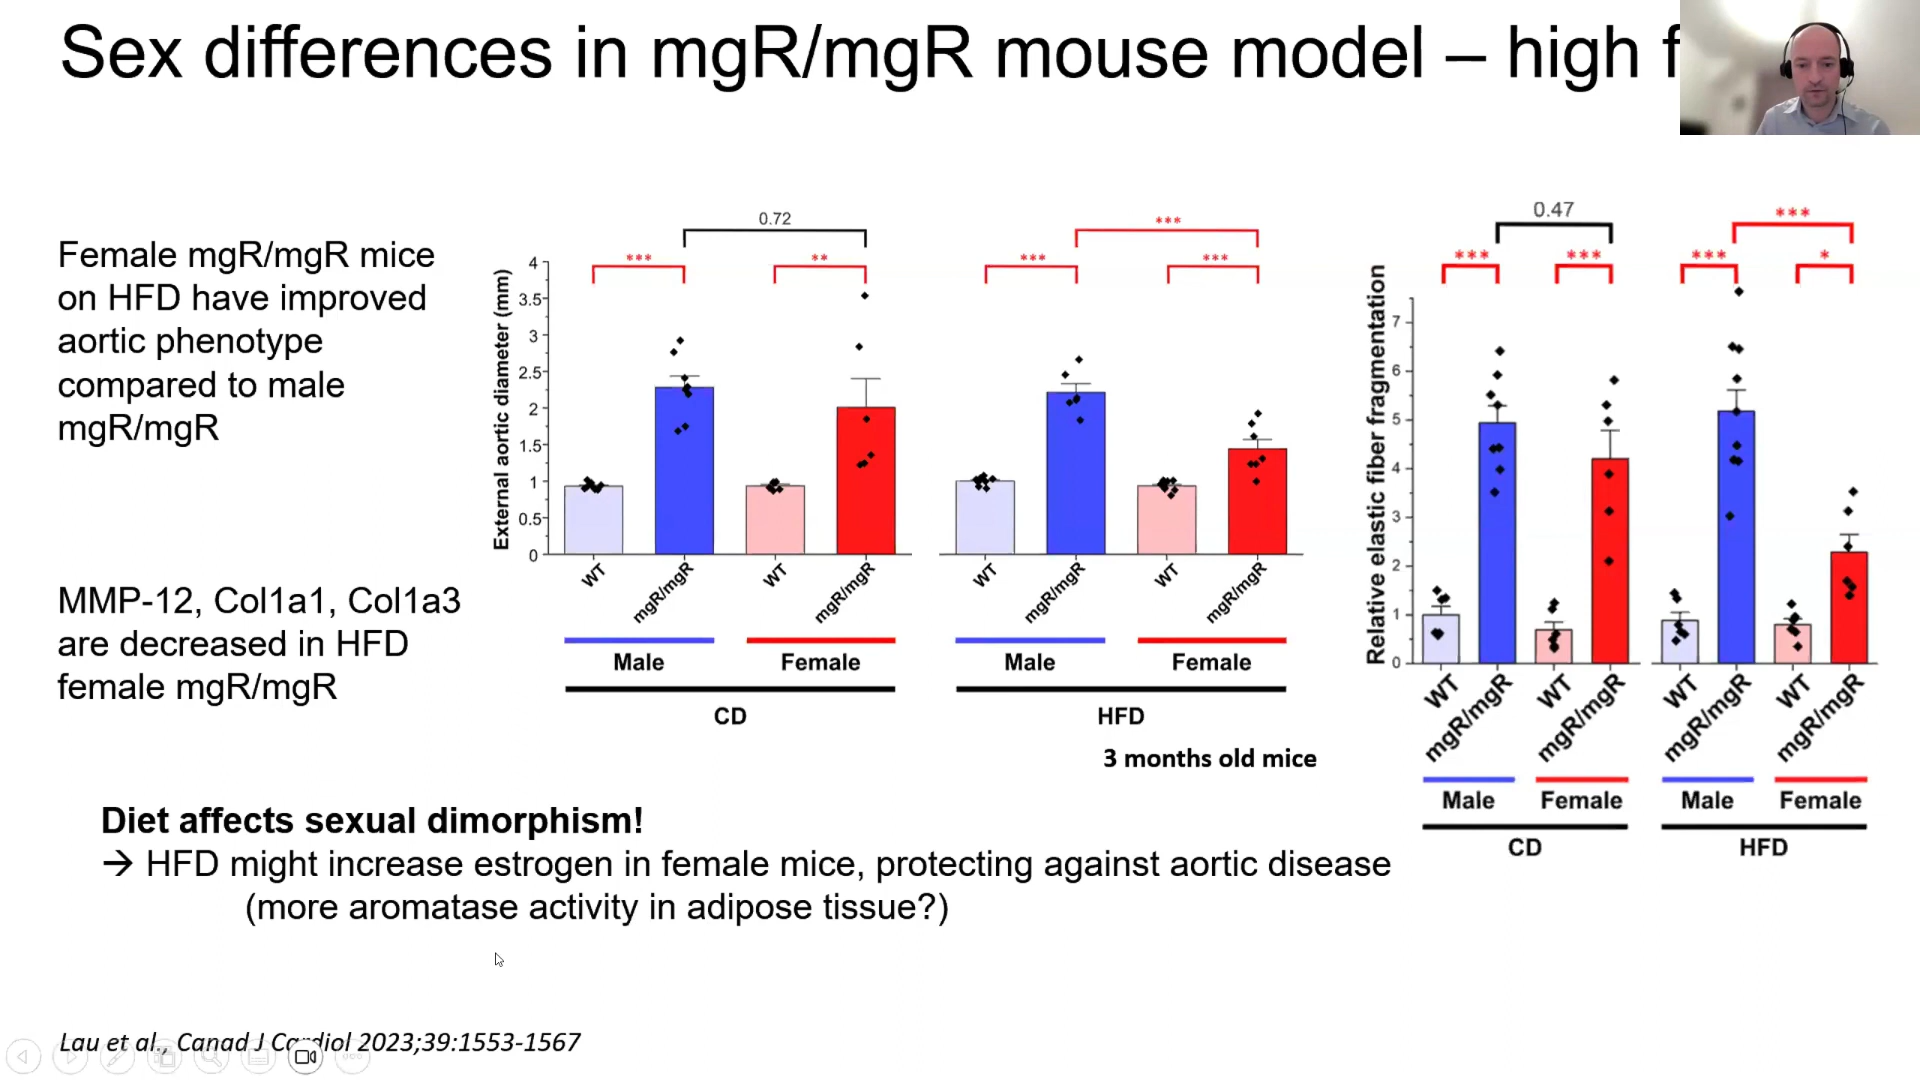 Sex differences in mgR/mgR mouse model – high f
Female mgR/mgR mice
on HFD have improved
aortic phenotype
compared to male
mgR/mgR
MMP-12, Col1a1, Col1a3
are decreased in HFD
female mgR/mgR
External aortic diameter (mm)
4
3.5
3
2.5
2
1.5
1
0.5
0
0.72
*** ** *** *** ***
WT mgR/mgR WT mgR/mgR WT mgR/mgR WT mgR/mgR
Male Female Male Female
CD HFD
3 months old mice
Relative elastic fiber fragmentation
7
6
5
4
3
2
1
0
0.47 ***
*** *** *** *
WT mgR/mgR WT mgR/mgR WT mgR/mgR WT mgR/mgR
Male Female Male Female
CD HFD
Diet affects sexual dimorphism!
→ HFD might increase estrogen in female mice, protecting against aortic disease
(more aromatase activity in adipose tissue?)
Lau et al., Canad J Cardiol 2023;39:1553-1567